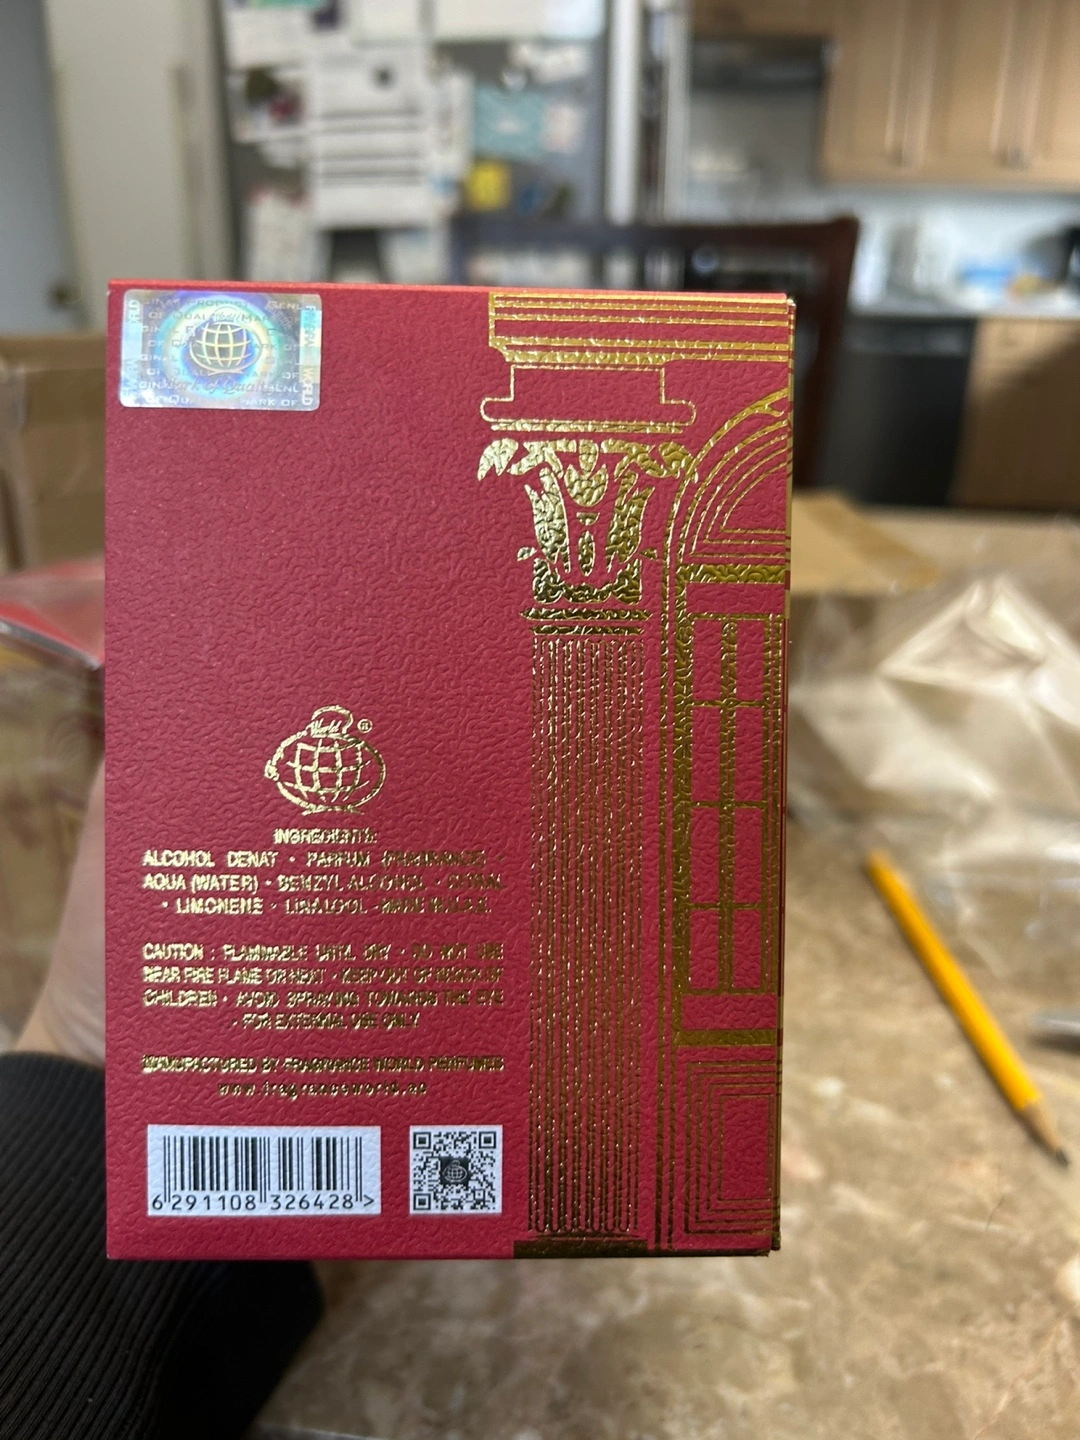 World
INGREDIENTS:
ALCOHOL DENAT • PARFUM (FRAGRANCE) •
AQUA (WATER) • BENZYL ALCOHOL • CITRAL
• LIMONENE • LINALOOL
CAUTION : FLAMMABLE UNTIL DRY • DO NOT USE
NEAR FIRE FLAME OR HEAT • KEEP OUT OF REACH OF
CHILDREN • AVOID SPRAYING TOWARDS THE EYE
• FOR EXTERNAL USE ONLY
MANUFACTURED BY FRAGRANCE WORLD PERFUMES
www.fragranceworld.ae
6 291108 326428 >